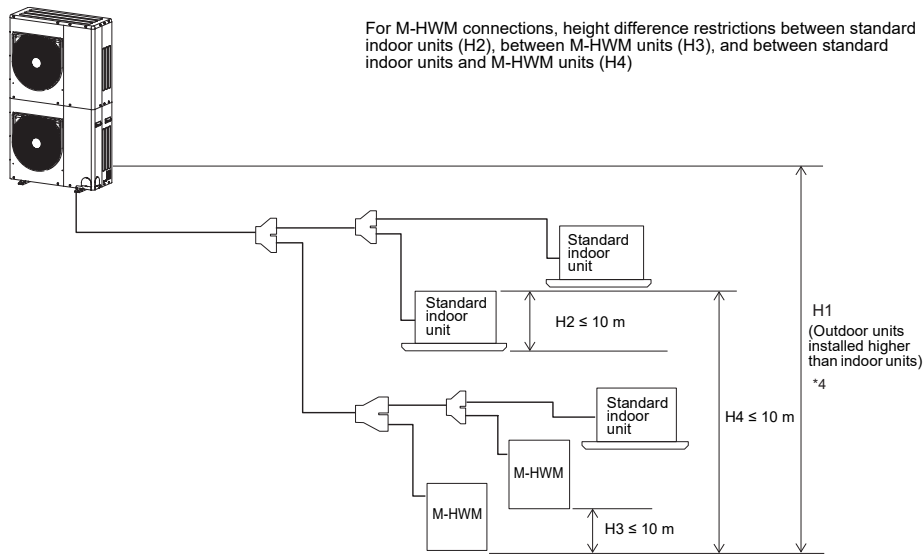 For M-HWM connections, height difference restrictions between standard
indoor units (H2), between M-HWM units (H3), and between standard
indoor units and M-HWM units (H4)
Standard
indoor
unit
Standard
indoor
unit
H2 ≤ 10 m
H1
(Outdoor units
installed higher
than indoor units)
*4
Standard
indoor
unit
H4 ≤ 10 m
M-HWM
M-HWM
H3 ≤ 10 m